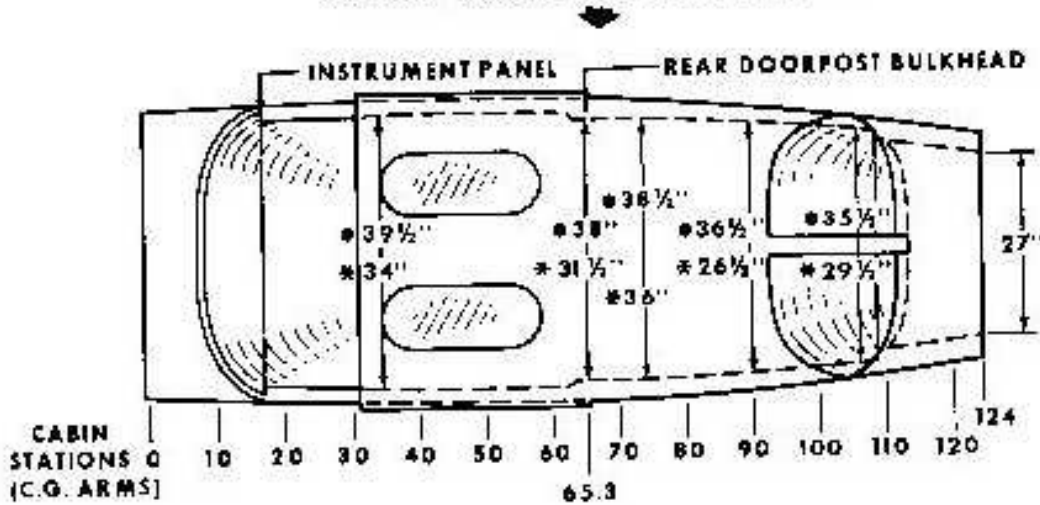 INSTRUMENT PANEL
REAR DOORPOST BULKHEAD
●38½"
●39½"
●38"
●36½"
●35½"
27"
*34"
*31½"
*26½"
*29½"
*36"
CABIN
STATIONS 0 10 20 30 40 50 60 70 80 90 100 110 120 124
(C.G. ARMS)
65.3